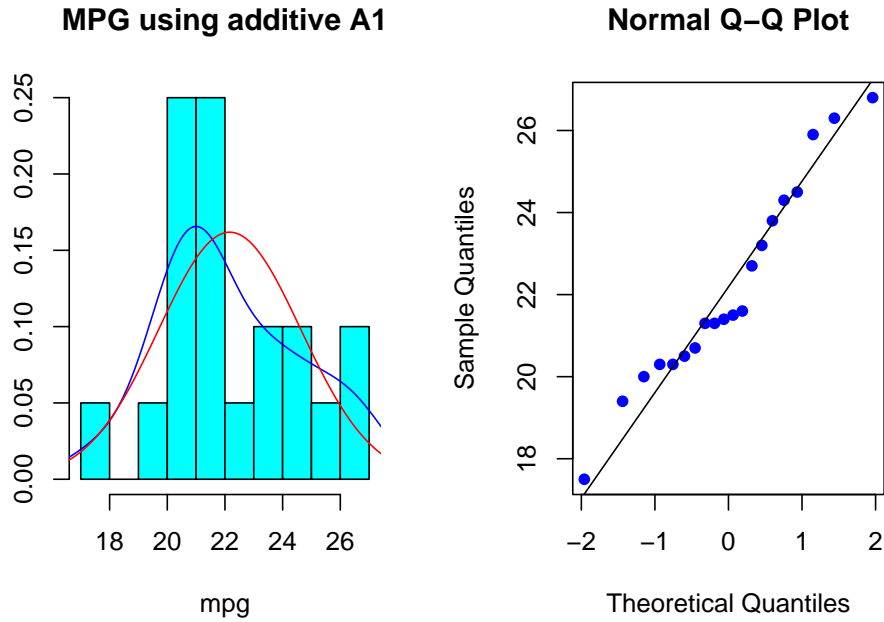 MPG using additive A1
0.25
0.20
0.15
0.10
0.05
0.00
18 20 22 24 26
mpg
Normal Q−Q Plot
Sample Quantiles
26
24
22
20
18
−2 −1 0 1 2
Theoretical Quantiles